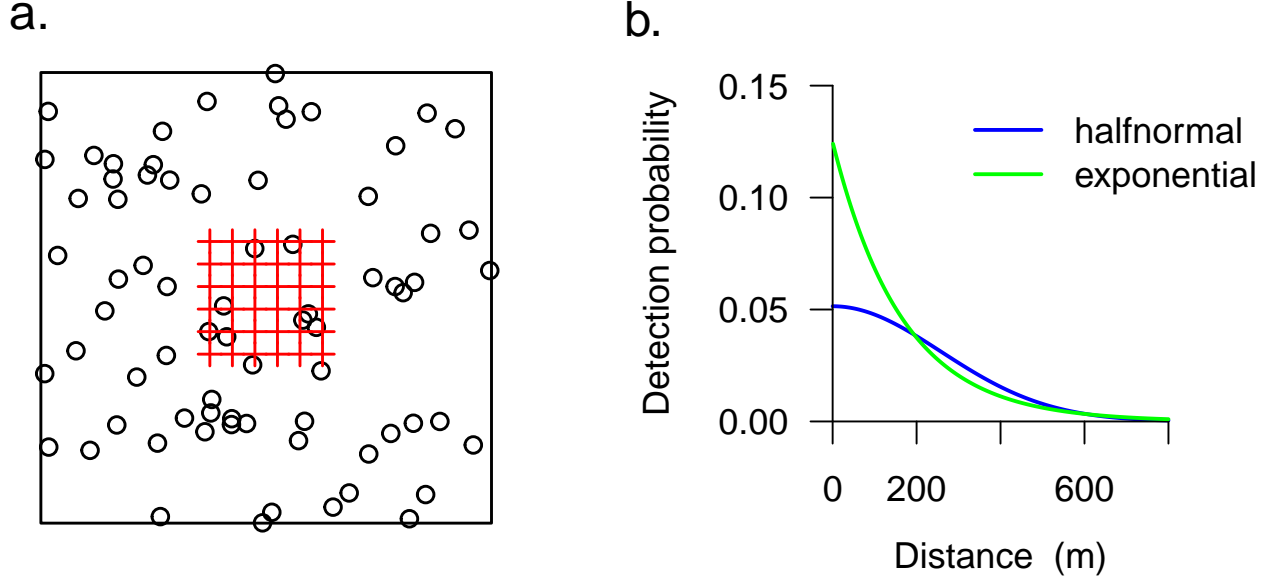 a.
b.
Detection probability
0.15
0.10
0.05
0.00
0
200
600
Distance (m)
halfnormal
exponential